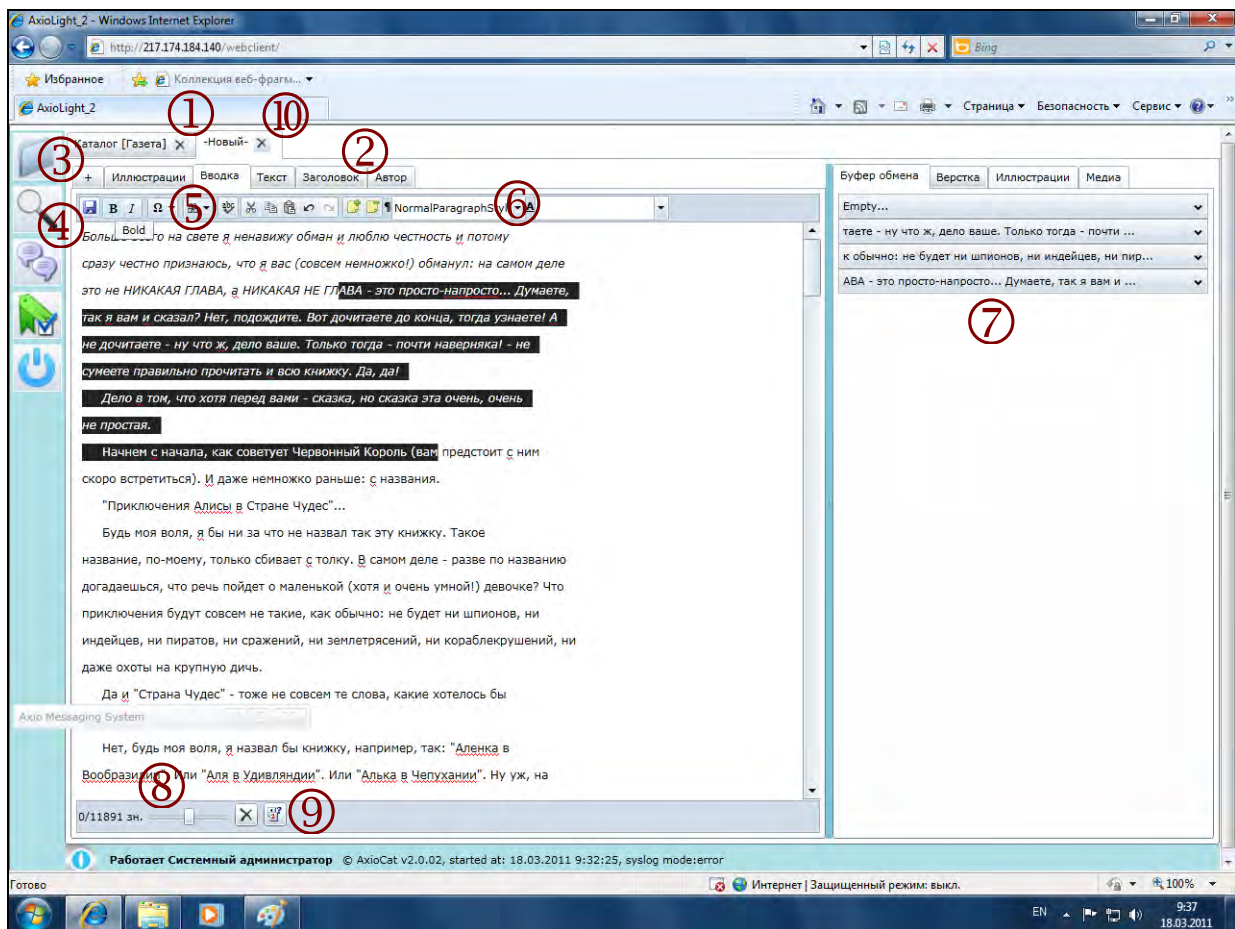 AxioLight_2 - Windows Internet Explorer
http://217.174.184.140/webclient/
Bing
Избранное
Коллекция веб-фрагм...
AxioLight_2
Страница
Безопасность
Сервис
①
⑩
Каталог [Газета]
-Новый-
③
②
+
Иллюстрации
Вводка
Текст
Заголовок
Автор
Буфер обмена
Верстка
Иллюстрации
Медиа
④
B I Ω
⑤
¶ NormalParagraphStyl
⑥
A
Bold
Empty...
таете - ну что ж, дело ваше. Только тогда - почти ...
к обычно: не будет ни шпионов, ни индейцев, ни пир...
АВА - это просто-напросто... Думаете, так я вам и ...
⑦
Больше всего на свете я ненавижу обман и люблю честность и потому
сразу честно признаюсь, что я вас (совсем немножко!) обманул: на самом деле
это не НИКАКАЯ ГЛАВА, а НИКАКАЯ НЕ ГЛАВА - это просто-напросто... Думаете,
так я вам и сказал? Нет, подождите. Вот дочитаете до конца, тогда узнаете! А
не дочитаете - ну что ж, дело ваше. Только тогда - почти наверняка! - не
сумеете правильно прочитать и всю книжку. Да, да!
Дело в том, что хотя перед вами - сказка, но сказка эта очень, очень
не простая.
Начнем с начала, как советует Червонный Король (вам предстоит с ним
скоро встретиться). И даже немножко раньше: с названия.
"Приключения Алисы в Стране Чудес"...
Будь моя воля, я бы ни за что не назвал так эту книжку. Такое
название, по-моему, только сбивает с толку. В самом деле - разве по названию
догадаешься, что речь пойдет о маленькой (хотя и очень умной!) девочке? Что
приключения будут совсем не такие, как обычно: не будет ни шпионов, ни
индейцев, ни пиратов, ни сражений, ни землетрясений, ни кораблекрушений, ни
даже охоты на крупную дичь.
Да и "Страна Чудес" - тоже не совсем те слова, какие хотелось бы
Axio Messaging System
Нет, будь моя воля, я назвал бы книжку, например, так: "Аленка в
Вообразилии". Или "Аля в Удивляндии". Или "Алька в Чепухании". Ну уж, на
⑧
0/11891 зн.
⑨
Работает Системный администратор © AxioCat v2.0.02, started at: 18.03.2011 9:32:25, syslog mode:error
Готово
Интернет | Защищенный режим: выкл.
100%
EN
9:37
18.03.2011